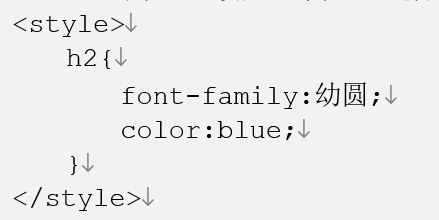 <style>↓
h2{↓
font-family:幼圆;↓
color:blue;↓
}↓
</style>↓